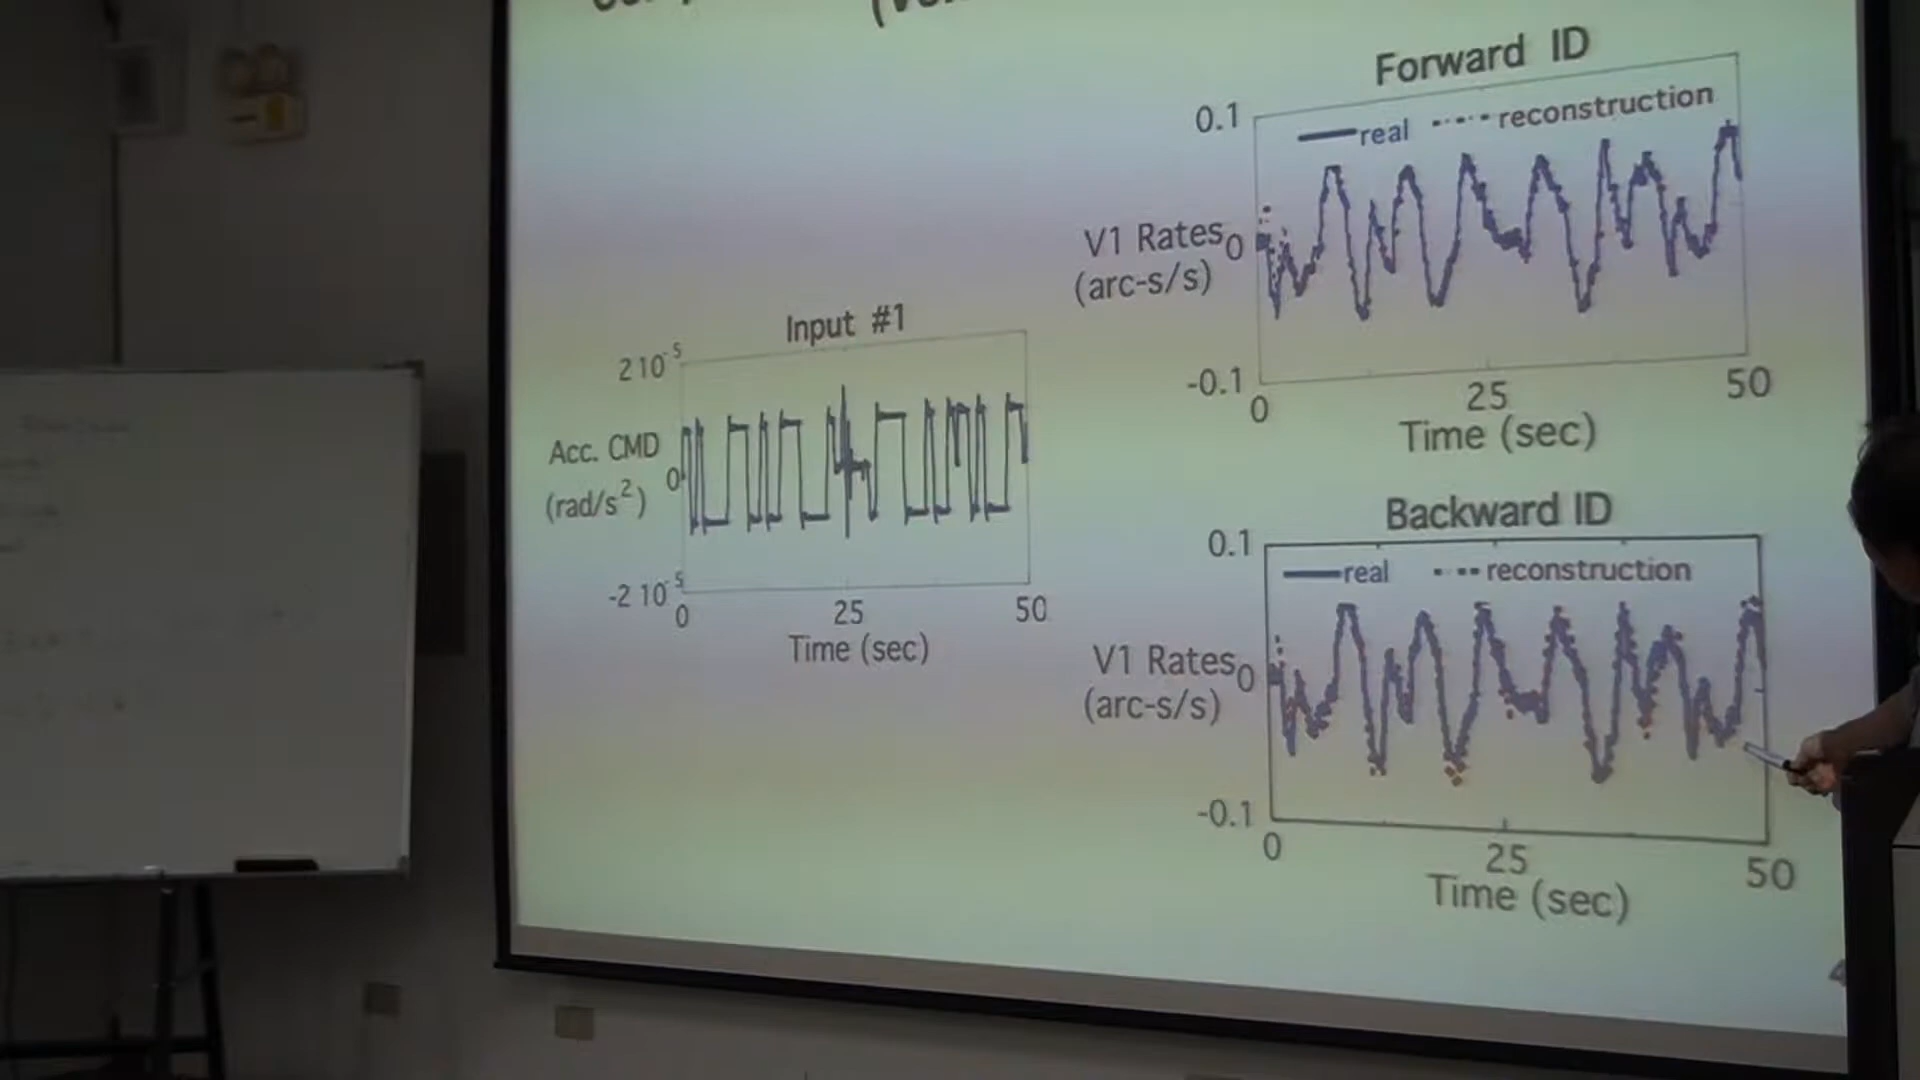 Input #1
2 10-5
Acc. CMD
(rad/s2)
0
-2 10-5
0 25 50
Time (sec)
Forward ID
0.1
real reconstruction
V1 Rates
(arc-s/s)
0
-0.1
0 25 50
Time (sec)
Backward ID
0.1
real reconstruction
V1 Rates
(arc-s/s)
0
-0.1
0 25 50
Time (sec)